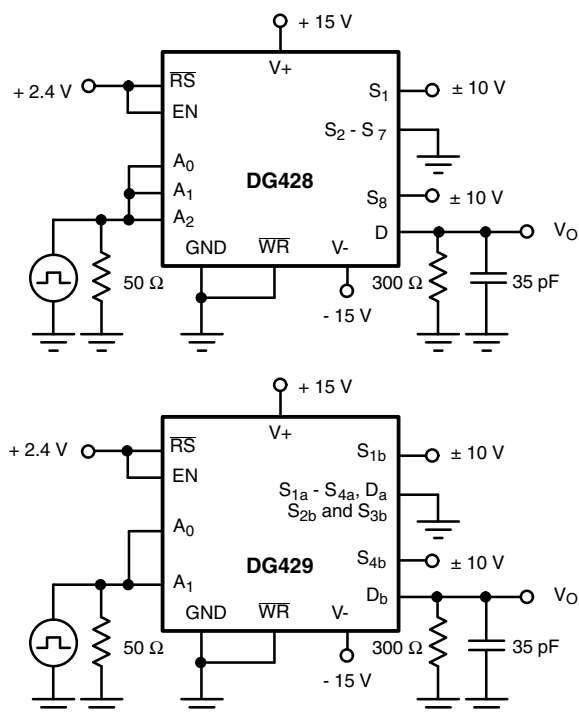 + 15 V
V+
+ 2.4 V
RS
EN
S1
± 10 V
S2 - S7
A0
A1
A2
DG428
S8
± 10 V
D
VO
GND
WR
V-
50 Ω
300 Ω
35 pF
- 15 V
+ 15 V
V+
+ 2.4 V
RS
EN
S1b
± 10 V
S1a - S4a, Da
S2b and S3b
A0
A1
DG429
S4b
± 10 V
Db
VO
GND
WR
V-
50 Ω
300 Ω
35 pF
- 15 V